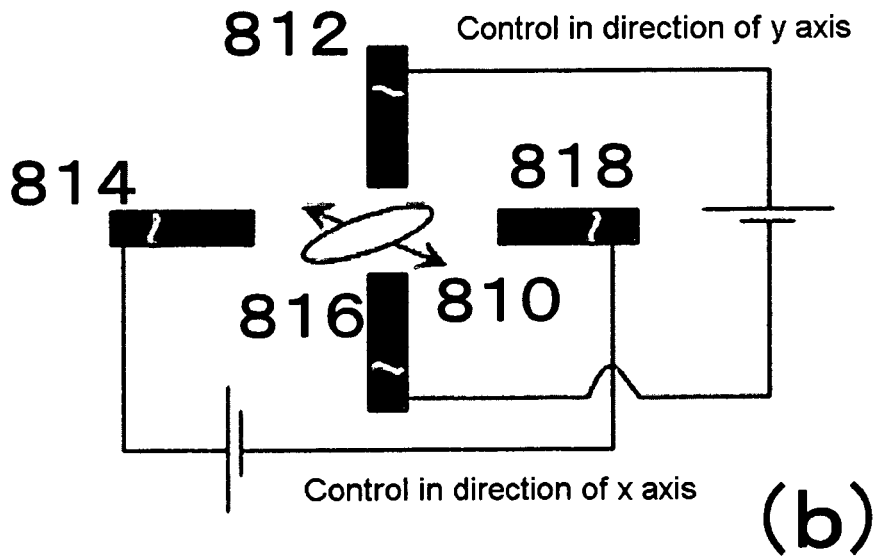 812
Control in direction of y axis
814
818
816
810
Control in direction of x axis
(b)